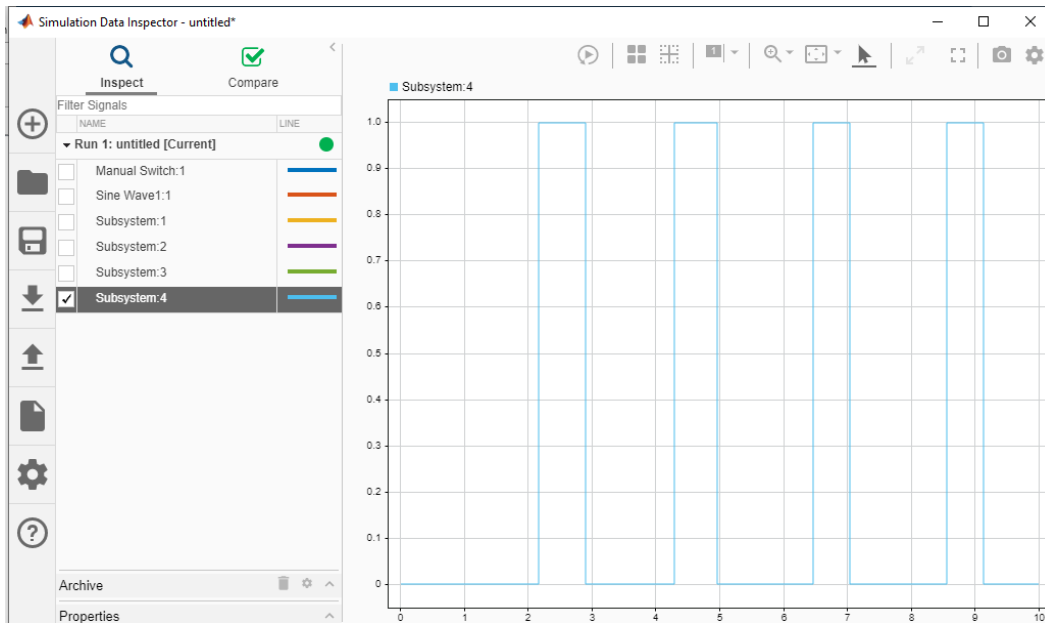 Simulation Data Inspector - untitled*
Inspect
Compare
Filter Signals
NAME LINE
Run 1: untitled [Current]
Manual Switch:1
Sine Wave1:1
Subsystem:1
Subsystem:2
Subsystem:3
Subsystem:4
Archive
Properties
1
Subsystem:4
1.0
0.9
0.8
0.7
0.6
0.5
0.4
0.3
0.2
0.1
0
0 1 2 3 4 5 6 7 8 9 10